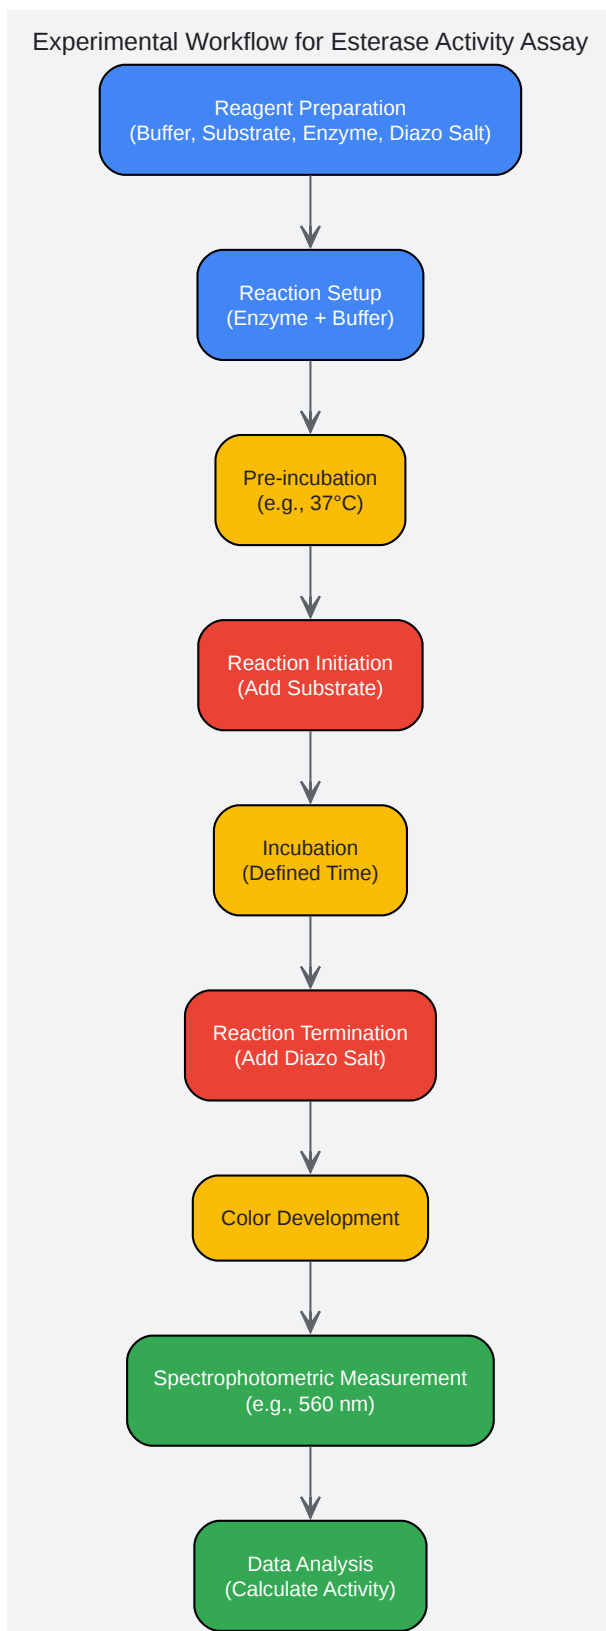 Experimental Workflow for Esterase Activity Assay
Reagent Preparation
(Buffer, Substrate, Enzyme, Diazo Salt)
Reaction Setup
(Enzyme + Buffer)
Pre-incubation
(e.g., 37°C)
Reaction Initiation
(Add Substrate)
Incubation
(Defined Time)
Reaction Termination
(Add Diazo Salt)
Color Development
Spectrophotometric Measurement
(e.g., 560 nm)
Data Analysis
(Calculate Activity)